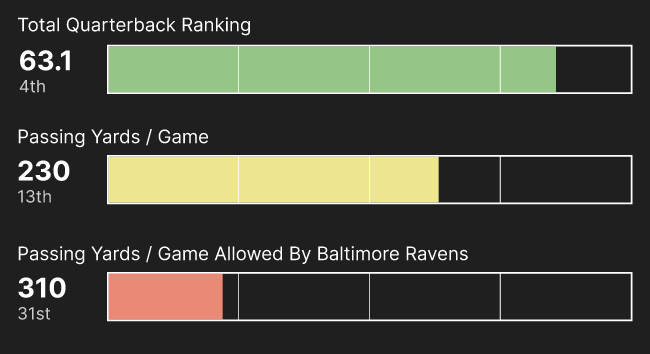 Total Quarterback Ranking
63.1
4th
Passing Yards / Game
230
13th
Passing Yards / Game Allowed By Baltimore Ravens
310
31st